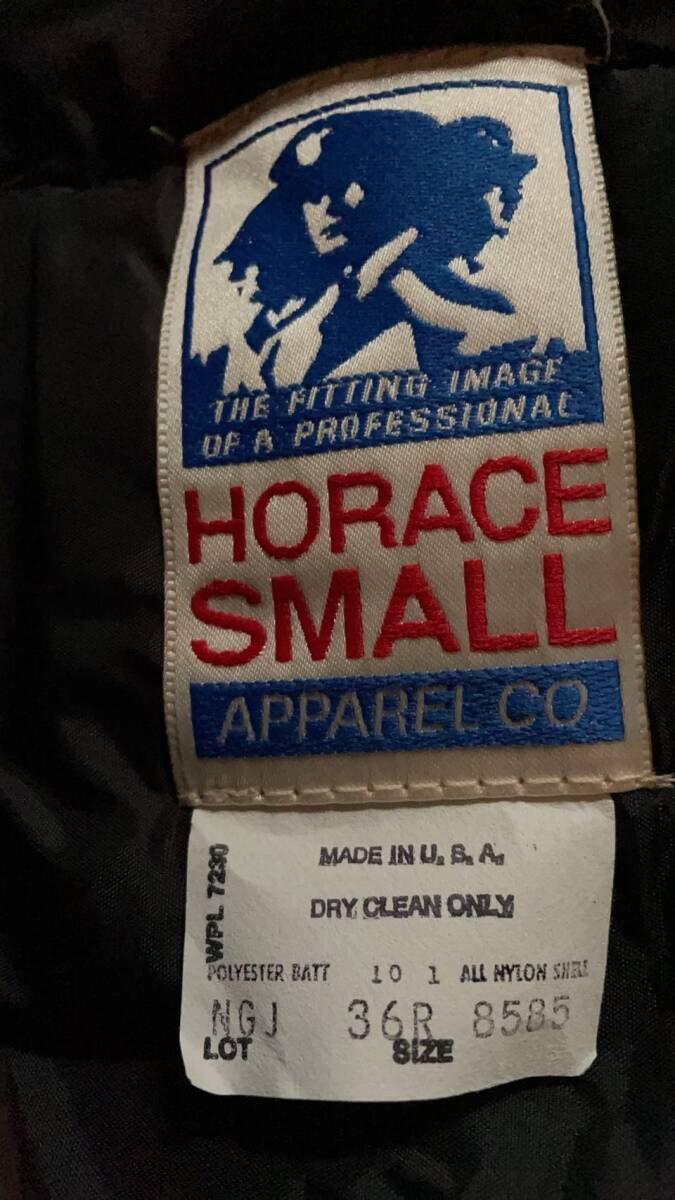 THE FITTING IMAGE
OF A PROFESSIONAL
HORACE
SMALL
APPAREL CO
WPL 7230
MADE IN U. S. A.
DRY CLEAN ONLY
POLYESTER BATT 10 1 ALL NYLON SHELL
NGJ 36R 8585
LOT SIZE